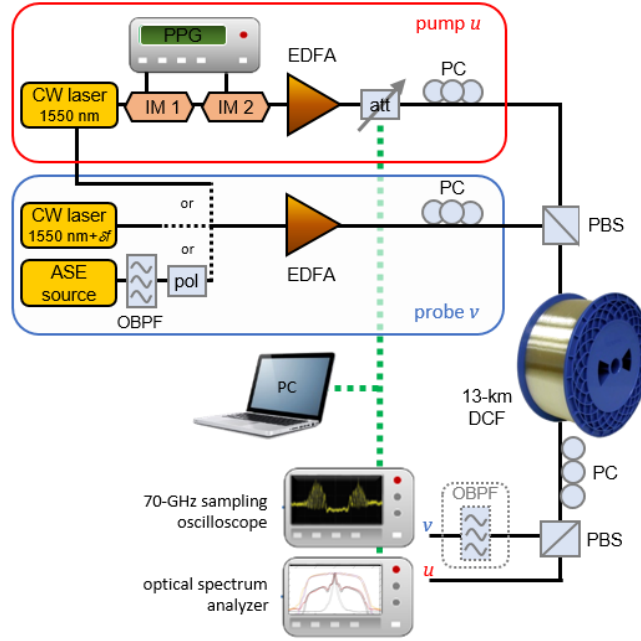 pump u
PPG
EDFA
PC
CW laser
1550 nm
IM 1
IM 2
att
or
PC
CW laser
1550 nm+δf
or
PBS
ASE
source
pol
EDFA
OBPF
probe v
13-km
DCF
PC
PC
70-GHz sampling
oscilloscope
OBPF
v
PBS
u
optical spectrum
analyzer